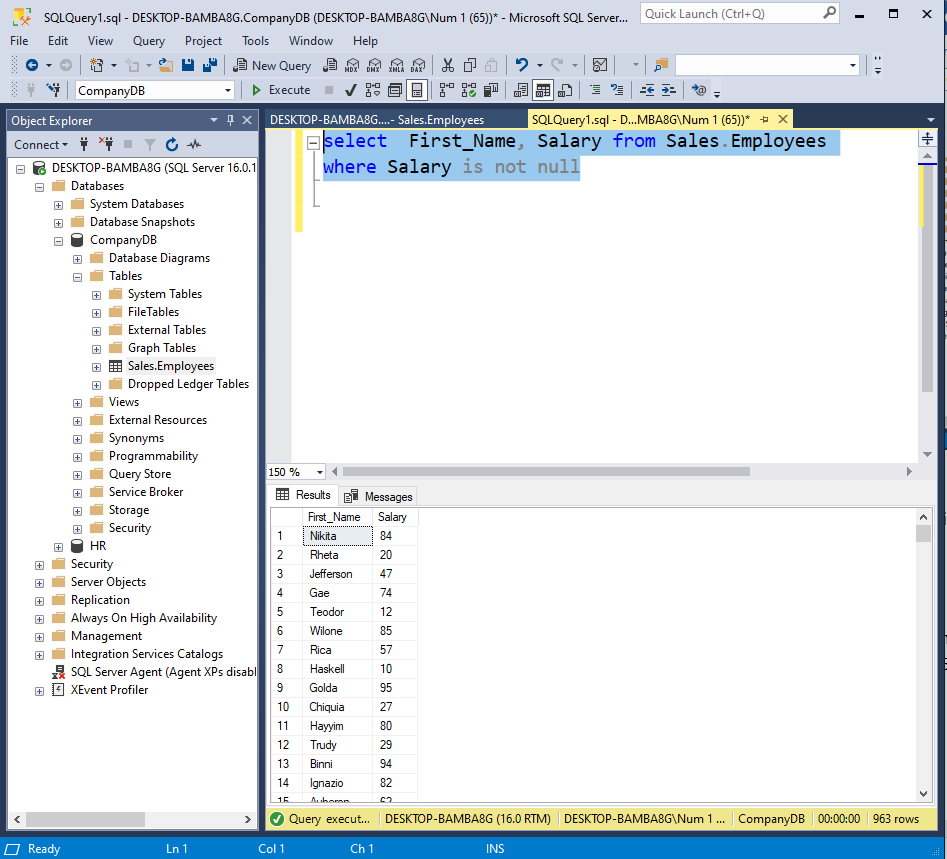 SQLQuery1.sql - DESKTOP-BAMBA8G.CompanyDB (DESKTOP-BAMBA8G\Num 1 (65))* - Microsoft SQL Server...
Quick Launch (Ctrl+Q)
File Edit View Query Project Tools Window Help
New Query MDX DMX XMLA DAX
CompanyDB Execute
Object Explorer
DESKTOP-BAMBA8G....- Sales.Employees
SQLQuery1.sql - D...MBA8G\Num 1 (65))*
Connect
DESKTOP-BAMBA8G (SQL Server 16.0.1
Databases
System Databases
Database Snapshots
CompanyDB
Database Diagrams
Tables
System Tables
FileTables
External Tables
Graph Tables
Sales.Employees
Dropped Ledger Tables
Views
External Resources
Synonyms
Programmability
Query Store
Service Broker
Storage
Security
HR
Security
Server Objects
Replication
Always On High Availability
Management
Integration Services Catalogs
SQL Server Agent (Agent XPs disabl
XEvent Profiler
select  First_Name, Salary from Sales.Employees
where Salary is not null
150 %
Results Messages
First_Name Salary
1 Nikita 84
2 Rheta 20
3 Jefferson 47
4 Gae 74
5 Teodor 12
6 Wilone 85
7 Rica 57
8 Haskell 10
9 Golda 95
10 Chiquia 27
11 Hayyim 80
12 Trudy 29
13 Binni 94
14 Ignazio 82
15
Query execut... DESKTOP-BAMBA8G (16.0 RTM) DESKTOP-BAMBA8G\Num 1 ... CompanyDB 00:00:00 963 rows
Ready Ln 1 Col 1 Ch 1 INS